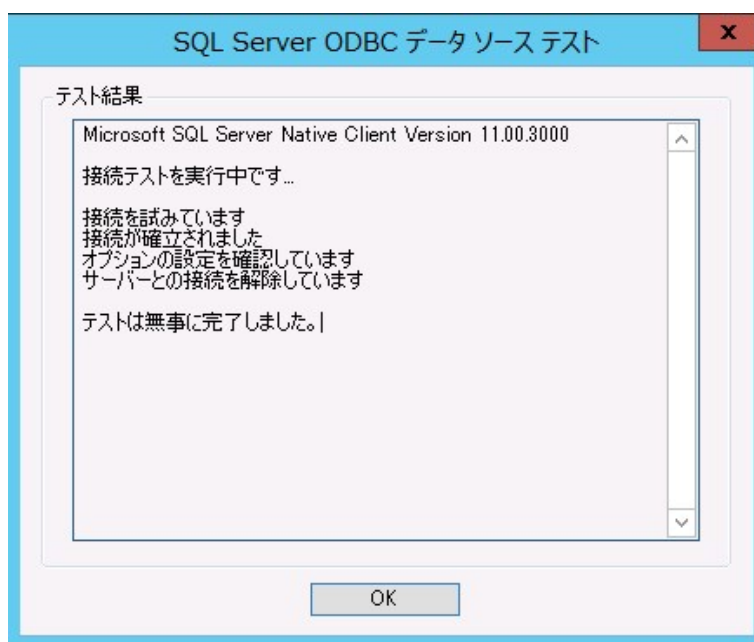 SQL Server ODBC データ ソース テスト
x
テスト結果
Microsoft SQL Server Native Client Version 11.00.3000
接続テストを実行中です...
接続を試みています
接続が確立されました
オプションの設定を確認しています
サーバーとの接続を解除しています
テストは無事に完了しました。
OK